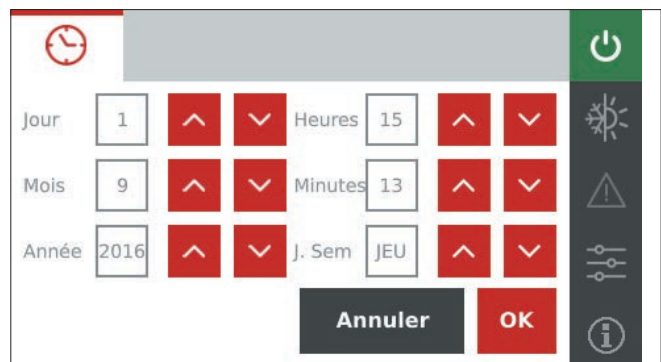 Jour 1 Heures 15
Mois 9 Minutes 13
Année 2016 J. Sem JEU
Annuler OK